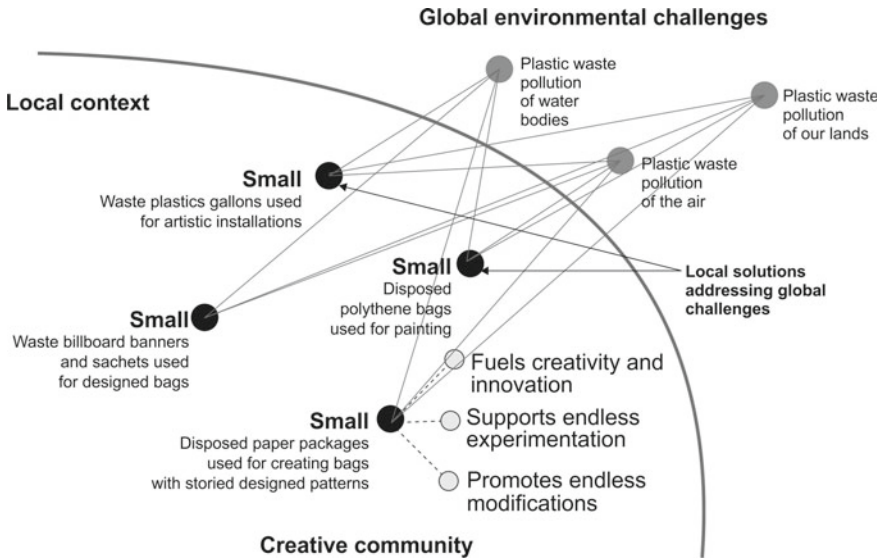 Global environmental challenges
Plastic waste
pollution
of water
bodies
Plastic waste
pollution
of our lands
Local context
Plastic waste
pollution
of the air
Small
Waste plastics gallons used
for artistic installations
Small
Disposed
polythene bags
used for painting
Local solutions
addressing global
challenges
Small
Waste billboard banners
and sachets used
for designed bags
Fuels creativity and
innovation
Small
Disposed paper packages
used for creating bags
with storied designed patterns
Supports endless
experimentation
Promotes endless
modifications
Creative community